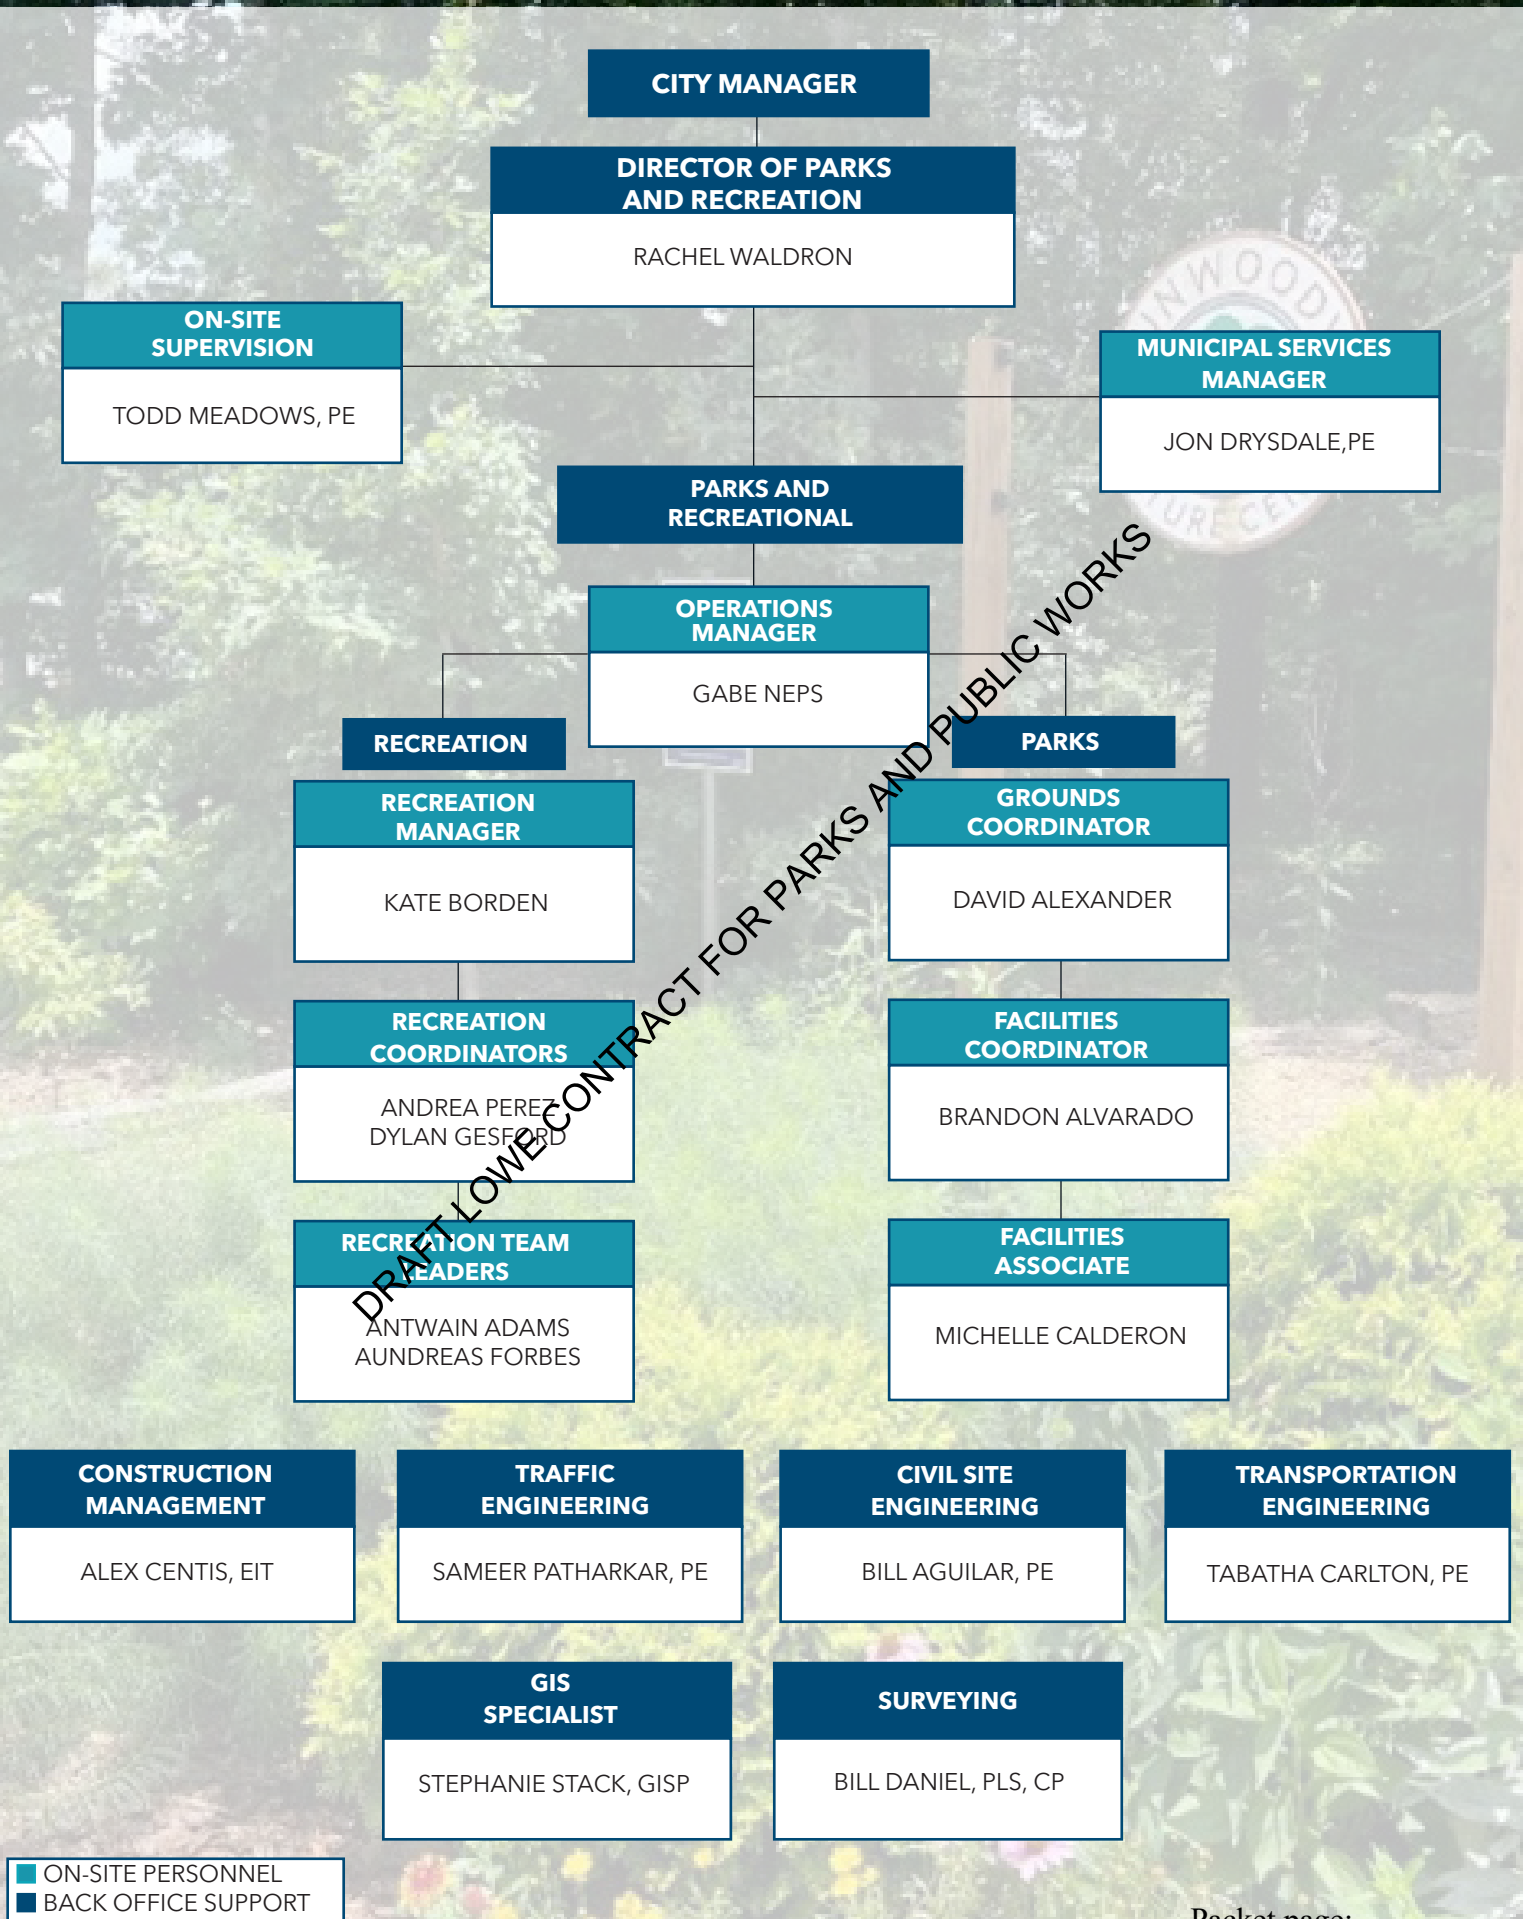 CITY MANAGER
DIRECTOR OF PARKS
AND RECREATION
RACHEL WALDRON
ON-SITE
SUPERVISION
TODD MEADOWS, PE
MUNICIPAL SERVICES
MANAGER
JON DRYSDALE,PE
PARKS AND
RECREATIONAL
OPERATIONS
MANAGER
GABE NEPS
RECREATION
PARKS
RECREATION
MANAGER
KATE BORDEN
GROUNDS
COORDINATOR
DAVID ALEXANDER
RECREATION
COORDINATORS
ANDREA PEREZ
DYLAN GESFORD
FACILITIES
COORDINATOR
BRANDON ALVARADO
RECREATION TEAM
LEADERS
ANTWAIN ADAMS
AUNDREAS FORBES
FACILITIES
ASSOCIATE
MICHELLE CALDERON
DRAFT LOWE CONTRACT FOR PARKS AND PUBLIC WORKS
CONSTRUCTION
MANAGEMENT
ALEX CENTIS, EIT
TRAFFIC
ENGINEERING
SAMEER PATHARKAR, PE
CIVIL SITE
ENGINEERING
BILL AGUILAR, PE
TRANSPORTATION
ENGINEERING
TABATHA CARLTON, PE
GIS
SPECIALIST
STEPHANIE STACK, GISP
SURVEYING
BILL DANIEL, PLS, CP
ON-SITE PERSONNEL
BACK OFFICE SUPPORT
Packet page: